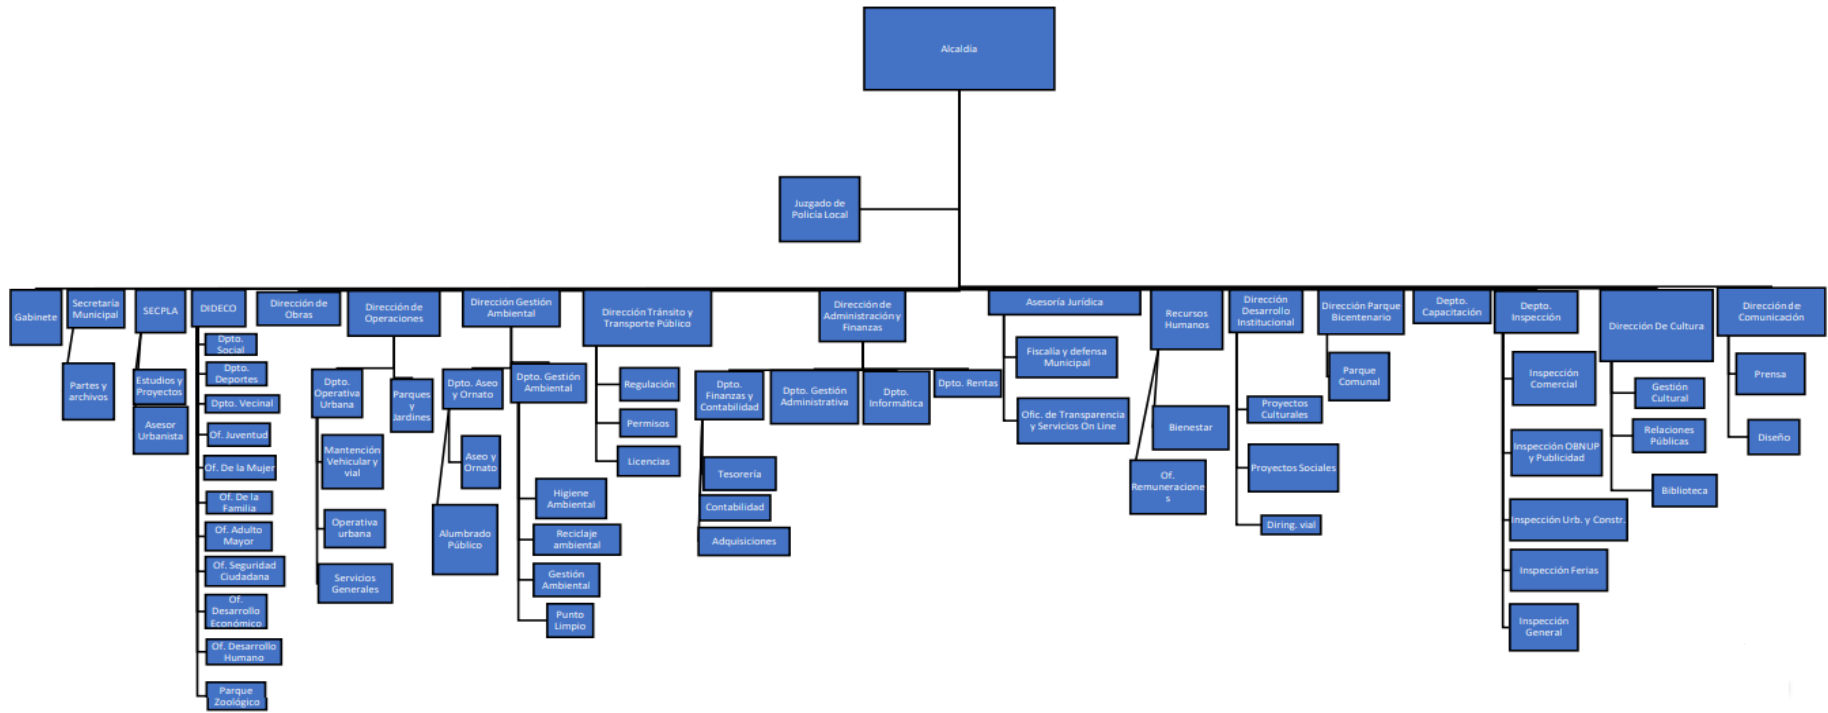 Alcaldía
Juzgado de
Policía Local
Gabinete
Secretaría
Municipal
Partes y
archivos
SECPLA
Estudios y
Proyectos
Asesor
Urbanista
DIDECO
Dpto.
Social
Dpto.
Deportes
Dpto. Vecinal
Of. Juventud
Of. De la Mujer
Of. De la
Familia
Of. Adulto
Mayor
Of. Seguridad
Ciudadana
Of.
Desarrollo
Económico
Of. Desarrollo
Humano
Parque
Zoológico
Dirección de
Obras
Dirección de
Operaciones
Dpto.
Operativa
Urbana
Mantención
Vehicular y
vial
Operativa
urbana
Servicios
Generales
Parques
y
Jardines
Dirección Gestión
Ambiental
Dpto. Aseo
y Ornato
Aseo y
Ornato
Alumbrado
Público
Dpto. Gestión
Ambiental
Higiene
Ambiental
Reciclaje
ambiental
Gestión
Ambiental
Punto
Limpio
Dirección Tránsito y
Transporte Público
Regulación
Permisos
Licencias
Dirección de
Administración y
Finanzas
Dpto.
Finanzas y
Contabilidad
Tesorería
Contabilidad
Adquisiciones
Dpto. Gestión
Administrativa
Dpto.
Informática
Dpto. Rentas
Asesoría Jurídica
Fiscalía y defensa
Municipal
Ofic. de Transparencia
y Servicios On Line
Recursos
Humanos
Bienestar
Of.
Remuneracione
s
Dirección
Desarrollo
Institucional
Proyectos
Culturales
Proyectos Sociales
Diring. vial
Dirección Parque
Bicentenario
Parque
Comunal
Depto.
Capacitación
Depto.
Inspección
Inspección
Comercial
Inspección OBNUP
y Publicidad
Inspección Urb. y Constr.
Inspección Ferias
Inspección
General
Dirección De Cultura
Gestión
Cultural
Relaciones
Públicas
Biblioteca
Dirección de
Comunicación
Prensa
Diseño